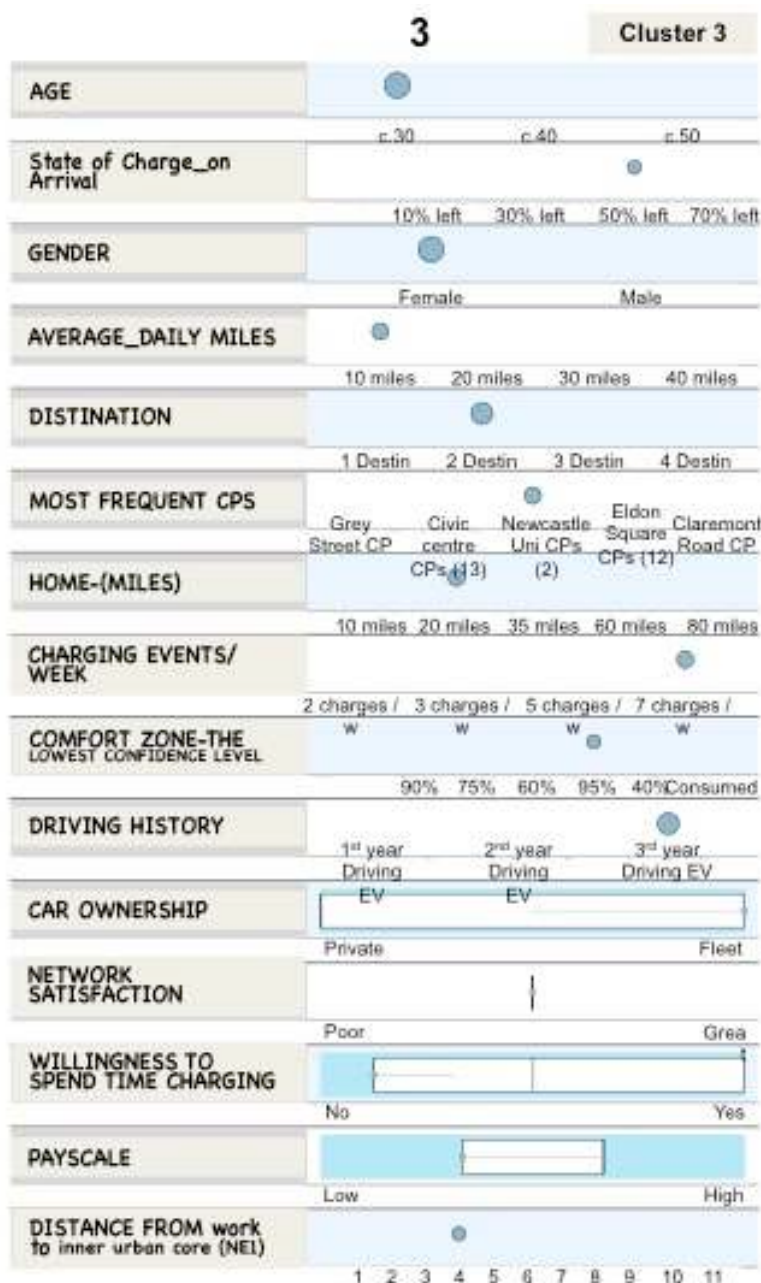 3
Cluster 3
AGE
c.30 c.40 c.50
State of Charge_on
Arrival
10% left 30% left 50% left 70% left
GENDER
Female Male
AVERAGE_DAILY MILES
10 miles 20 miles 30 miles 40 miles
DISTINATION
1 Destin 2 Destin 3 Destin 4 Destin
MOST FREQUENT CPS
Grey Street CP
Civic centre CPs (13)
Newcastle Uni CPs (2)
Eldon Square CPs (12)
Claremont Road CP
HOME-(MILES)
10 miles 20 miles 35 miles 60 miles 80 miles
CHARGING EVENTS/
WEEK
2 charges / w 3 charges / w 5 charges / w 7 charges / w
COMFORT ZONE-THE
LOWEST CONFIDENCE LEVEL
90% 75% 60% 95% 40%Consumed
DRIVING HISTORY
1st year Driving EV
2nd year Driving EV
3rd year Driving EV
CAR OWNERSHIP
Private Fleet
NETWORK
SATISFACTION
Poor Grea
t
WILLINGNESS TO
SPEND TIME CHARGING
No Yes
PAYSCALE
Low High
DISTANCE FROM work
to inner urban core (NE1)
1 2 3 4 5 6 7 8 9 10 11